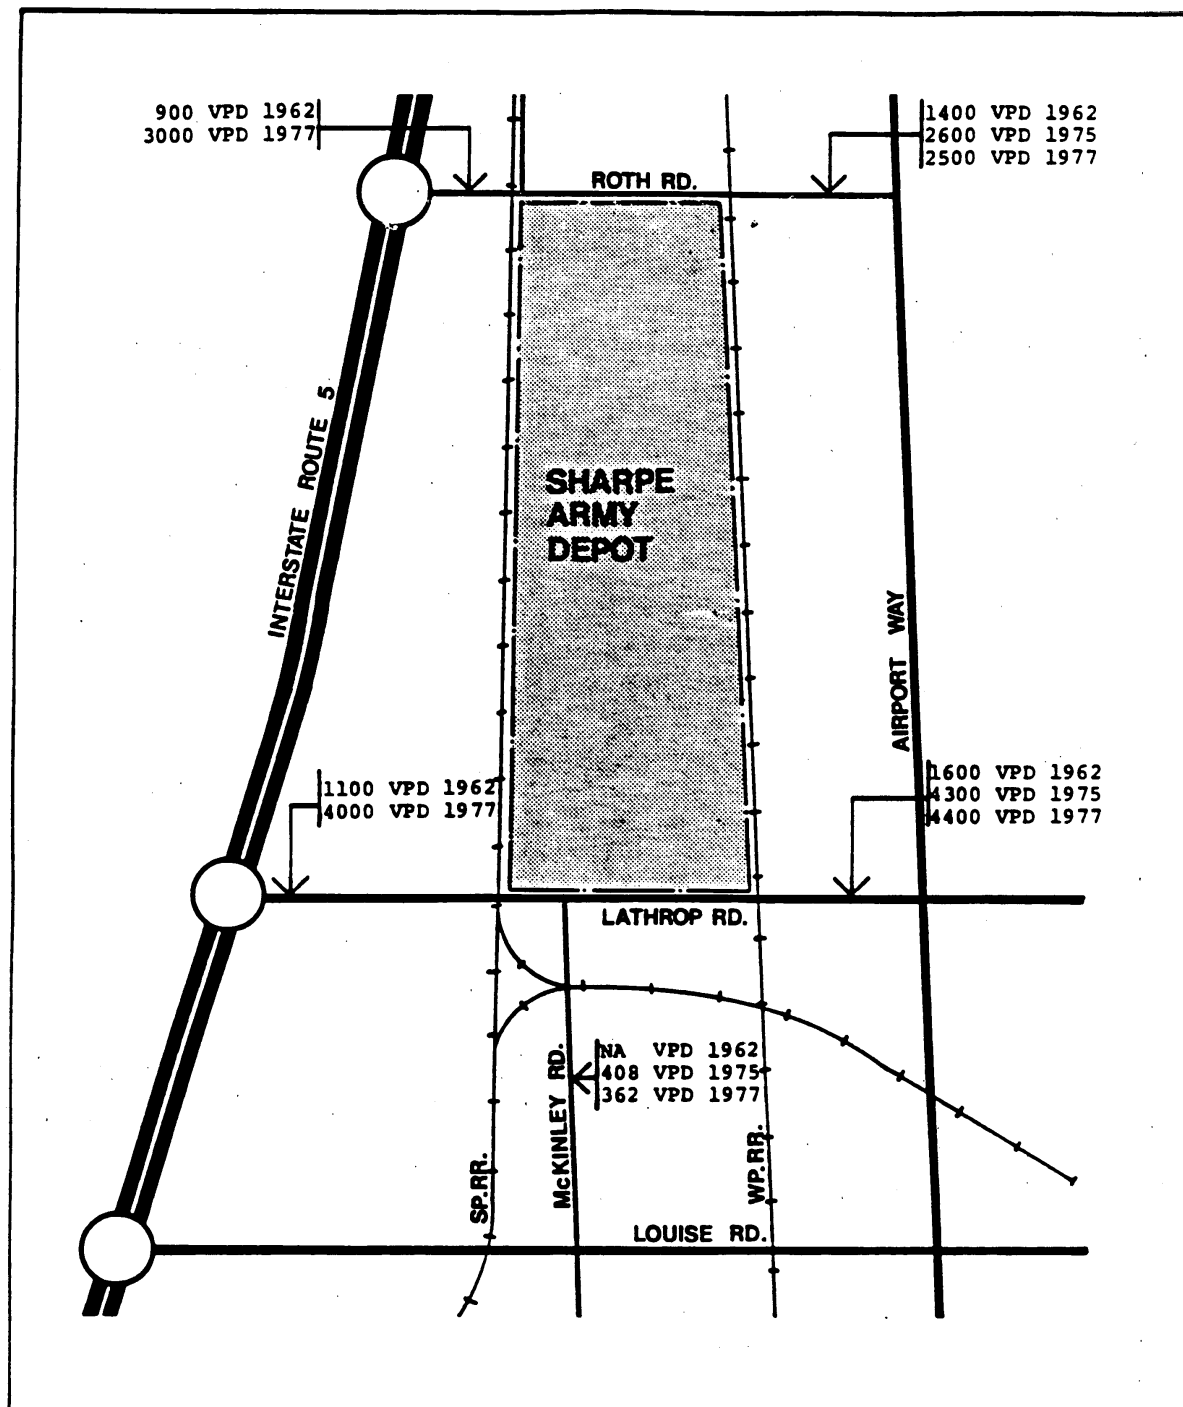 900 VPD 1962
3000 VPD 1977
1400 VPD 1962
2600 VPD 1975
2500 VPD 1977
ROTH RD.
INTERSTATE ROUTE 5
SHARPE
ARMY
DEPOT
AIRPORT WAY
1100 VPD 1962
4000 VPD 1977
1600 VPD 1962
4300 VPD 1975
4400 VPD 1977
LATHROP RD.
NA VPD 1962
408 VPD 1975
362 VPD 1977
SP.RR.
McKINLEY RD.
WP.RR.
LOUISE RD.